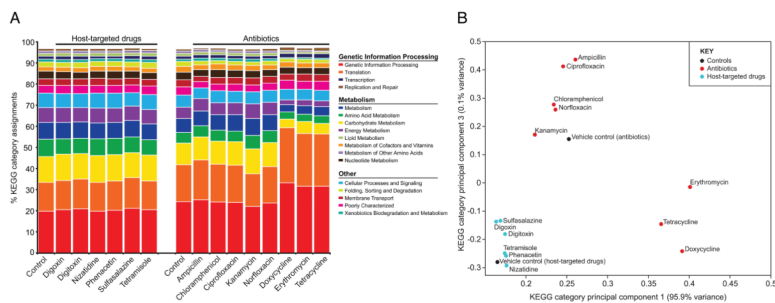 A
Host-targeted drugs
Antibiotics
% KEGG category assignments
100
90
80
70
60
50
40
30
20
10
0
Control
Digoxin
Digitoxin
Nizatidine
Phenacetin
Sulfasalazine
Tetramisole
Control
Ampicillin
Chloramphenicol
Ciprofloxacin
Kanamycin
Norfloxacin
Doxycycline
Erythromycin
Tetracycline
Genetic Information Processing
Genetic Information Processing
Translation
Transcription
Replication and Repair
Metabolism
Metabolism
Amino Acid Metabolism
Carbohydrate Metabolism
Energy Metabolism
Lipid Metabolism
Metabolism of Cofactors and Vitamins
Metabolism of Other Amino Acids
Nucleotide Metabolism
Other
Cellular Processes and Signaling
Folding, Sorting and Degradation
Membrane Transport
Poorly Characterized
Xenobiotics Biodegradation and Metabolism
B
KEGG category principal component 3 (0.1% variance)
0.5
0.4
0.3
0.2
0.1
0
-0.1
-0.2
-0.3
KEY
Controls
Antibiotics
Host-targeted drugs
Ampicillin
Ciprofloxacin
Chloramphenicol
Norfloxacin
Kanamycin
Vehicle control (antibiotics)
Erythromycin
Tetracycline
Doxycycline
Sulfasalazine
Digoxin
Digitoxin
Tetramisole
Phenacetin
Vehicle control (host-targeted drugs)
Nizatidine
0.2
0.25
0.3
0.35
0.4
0.45
0.5
KEGG category principal component 1 (95.9% variance)